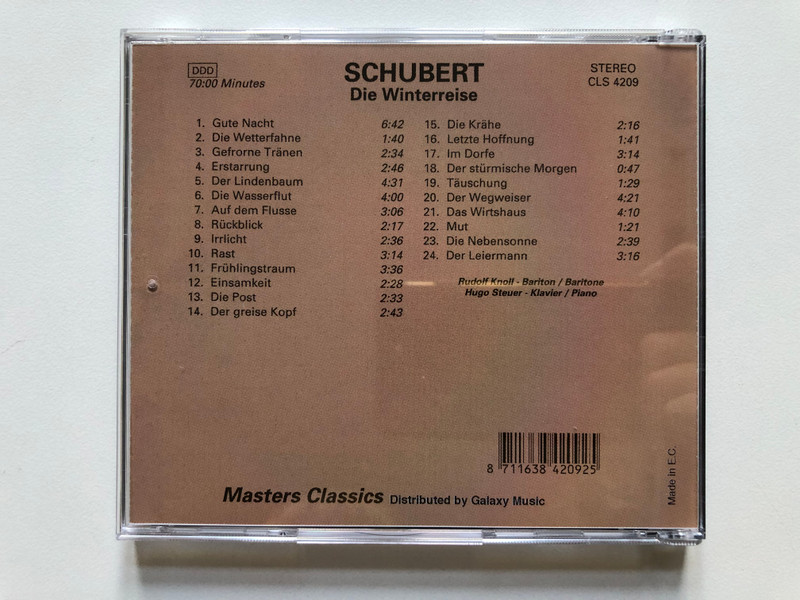 DDD
70:00 Minutes
SCHUBERT
Die Winterreise
STEREO
CLS 4209
1. Gute Nacht 6:42
2. Die Wetterfahne 1:40
3. Gefrorne Tränen 2:34
4. Erstarrung 2:46
5. Der Lindenbaum 4:31
6. Die Wasserflut 4:00
7. Auf dem Flusse 3:06
8. Rückblick 2:17
9. Irrlicht 2:36
10. Rast 3:14
11. Frühlingstraum 3:36
12. Einsamkeit 2:28
13. Die Post 2:33
14. Der greise Kopf 2:43
15. Die Krähe 2:16
16. Letzte Hoffnung 1:41
17. Im Dorfe 3:14
18. Der stürmische Morgen 0:47
19. Täuschung 1:29
20. Der Wegweiser 4:21
21. Das Wirtshaus 4:10
22. Mut 1:21
23. Die Nebensonne 2:39
24. Der Leiermann 3:16
Rudolf Knoll - Bariton / Baritone
Hugo Steuer - Klavier / Piano
8 711638 420925
Made in E.C.
Masters Classics Distributed by Galaxy Music